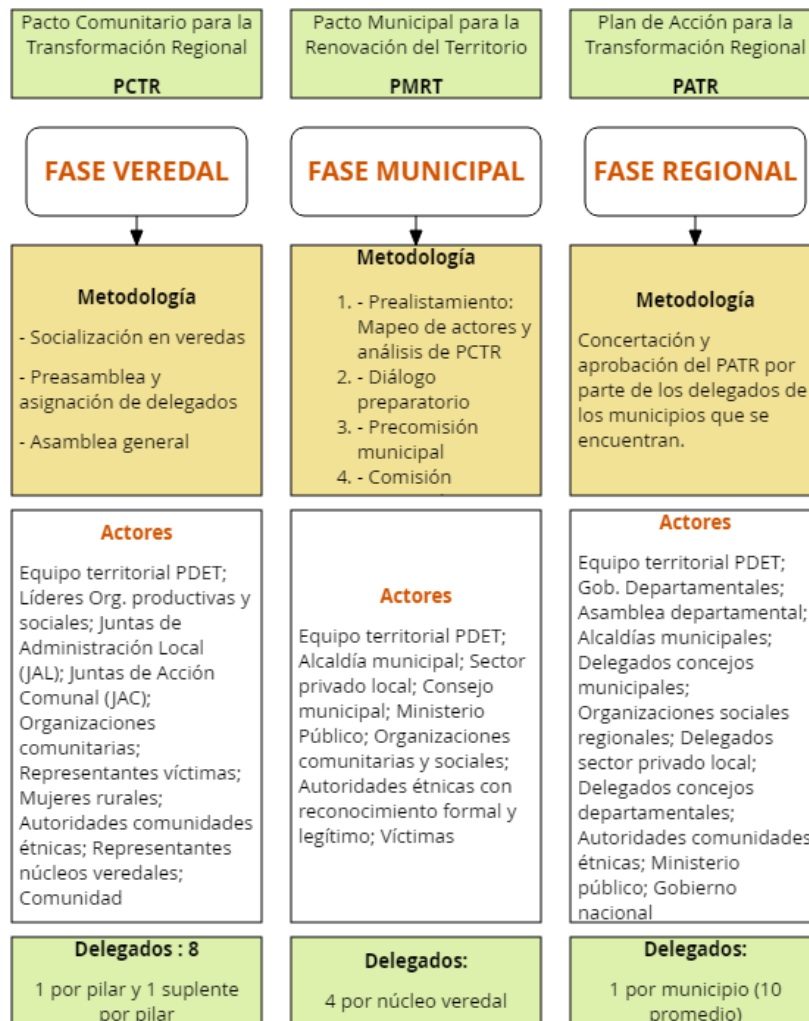 Pacto Comunitario para la
Transformación Regional
PCTR
FASE VEREDAL
Metodología
- Socialización en veredas
- Preasamblea y
asignación de delegados
- Asamblea general
Actores
Equipo territorial PDET;
Líderes Org. productivas y
sociales; Juntas de
Administración Local
(JAL); Juntas de Acción
Comunal (JAC);
Organizaciones
comunitarias;
Representantes víctimas;
Mujeres rurales;
Autoridades comunidades
étnicas; Representantes
núcleos veredales;
Comunidad
Delegados : 8
1 por pilar y 1 suplente
por pilar
Pacto Municipal para la
Renovación del Territorio
PMRT
FASE MUNICIPAL
Metodología
1. - Prealistamiento:
Mapeo de actores y
análisis de PCTR
2. - Diálogo
preparatorio
3. - Precomisión
municipal
4. - Comisión
Actores
Equipo territorial PDET;
Alcaldía municipal; Sector
privado local; Consejo
municipal; Ministerio
Público; Organizaciones
comunitarias y sociales;
Autoridades étnicas con
reconocimiento formal y
legítimo; Víctimas
Delegados:
4 por núcleo veredal
Plan de Acción para la
Transformación Regional
PATR
FASE REGIONAL
Metodología
Concertación y
aprobación del PATR por
parte de los delegados de
los municipios que se
encuentran.
Actores
Equipo territorial PDET;
Gob. Departamentales;
Asamblea departamental;
Alcaldías municipales;
Delegados concejos
municipales;
Organizaciones sociales
regionales; Delegados
sector privado local;
Delegados concejos
departamentales;
Autoridades comunidades
étnicas; Ministerio
público; Gobierno
nacional
Delegados:
1 por municipio (10
promedio)